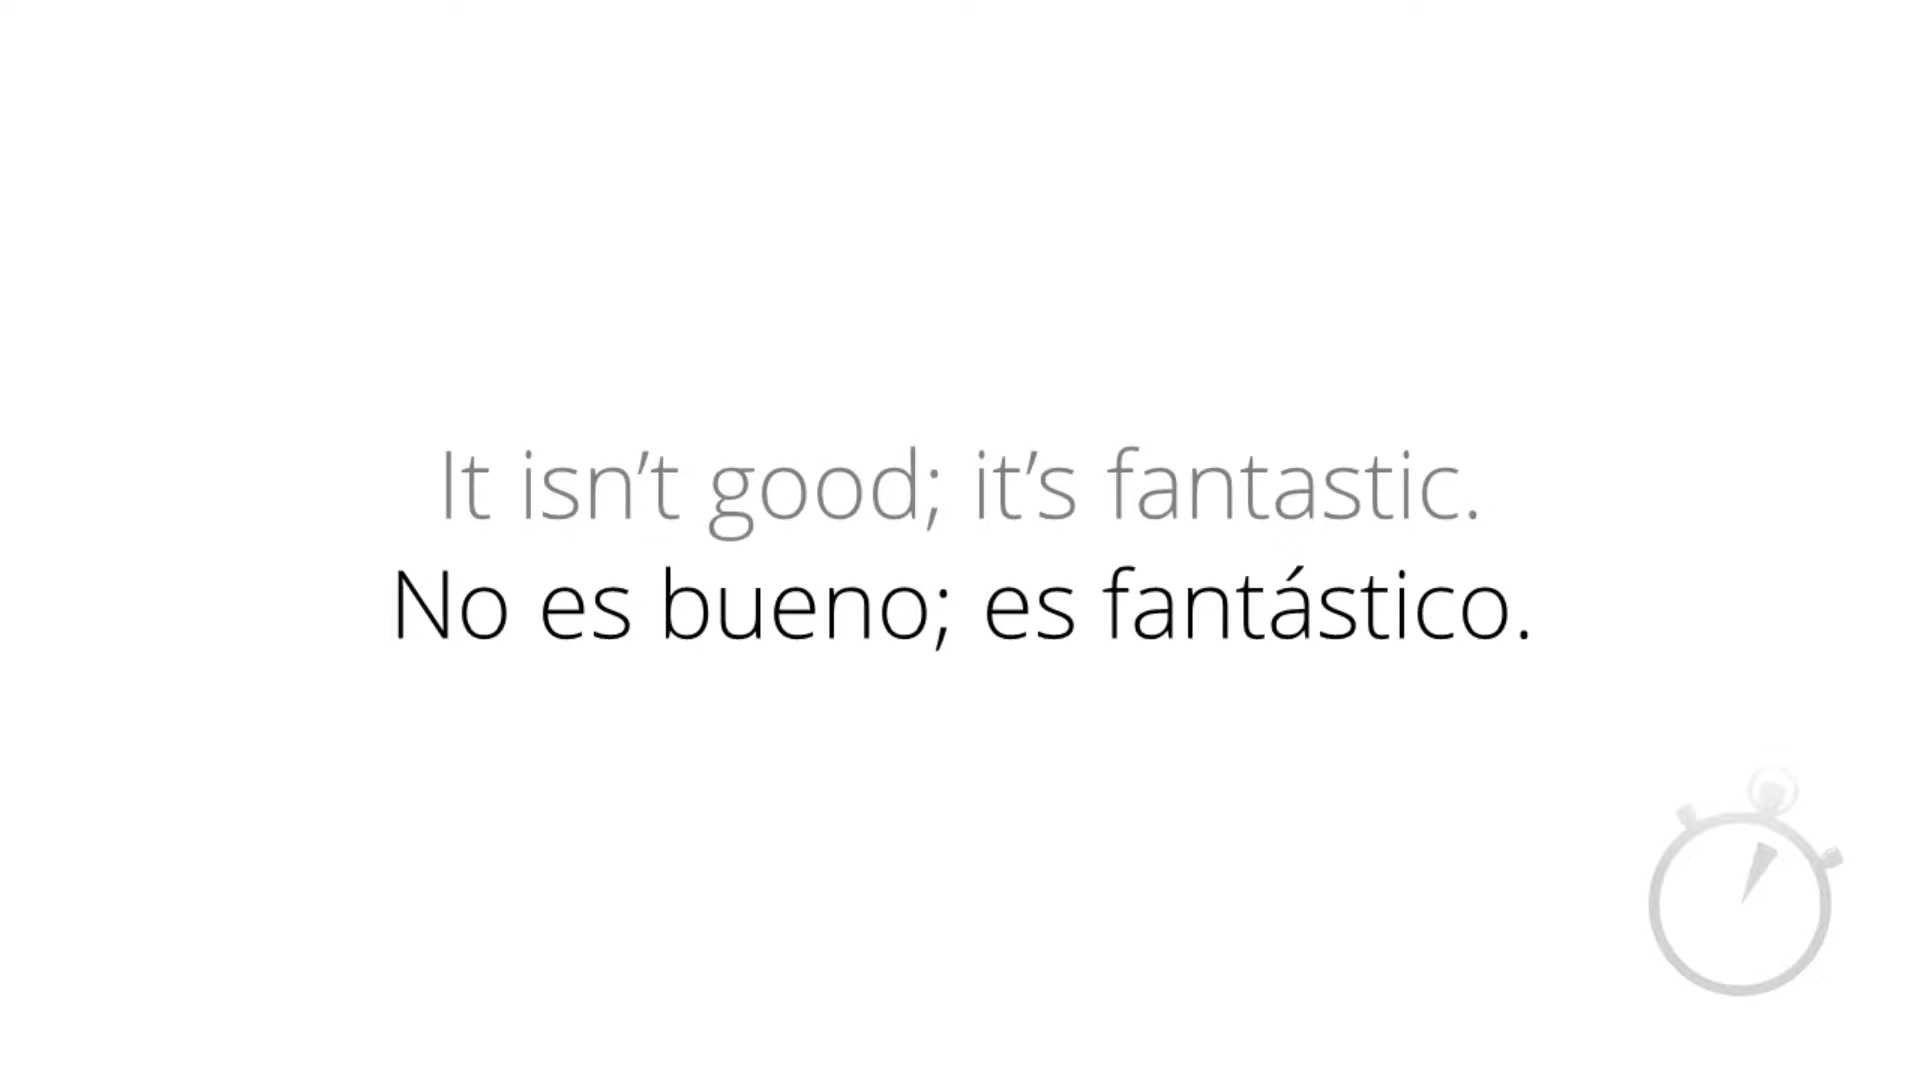 It isn’t good; it’s fantastic.
No es bueno; es fantástico.